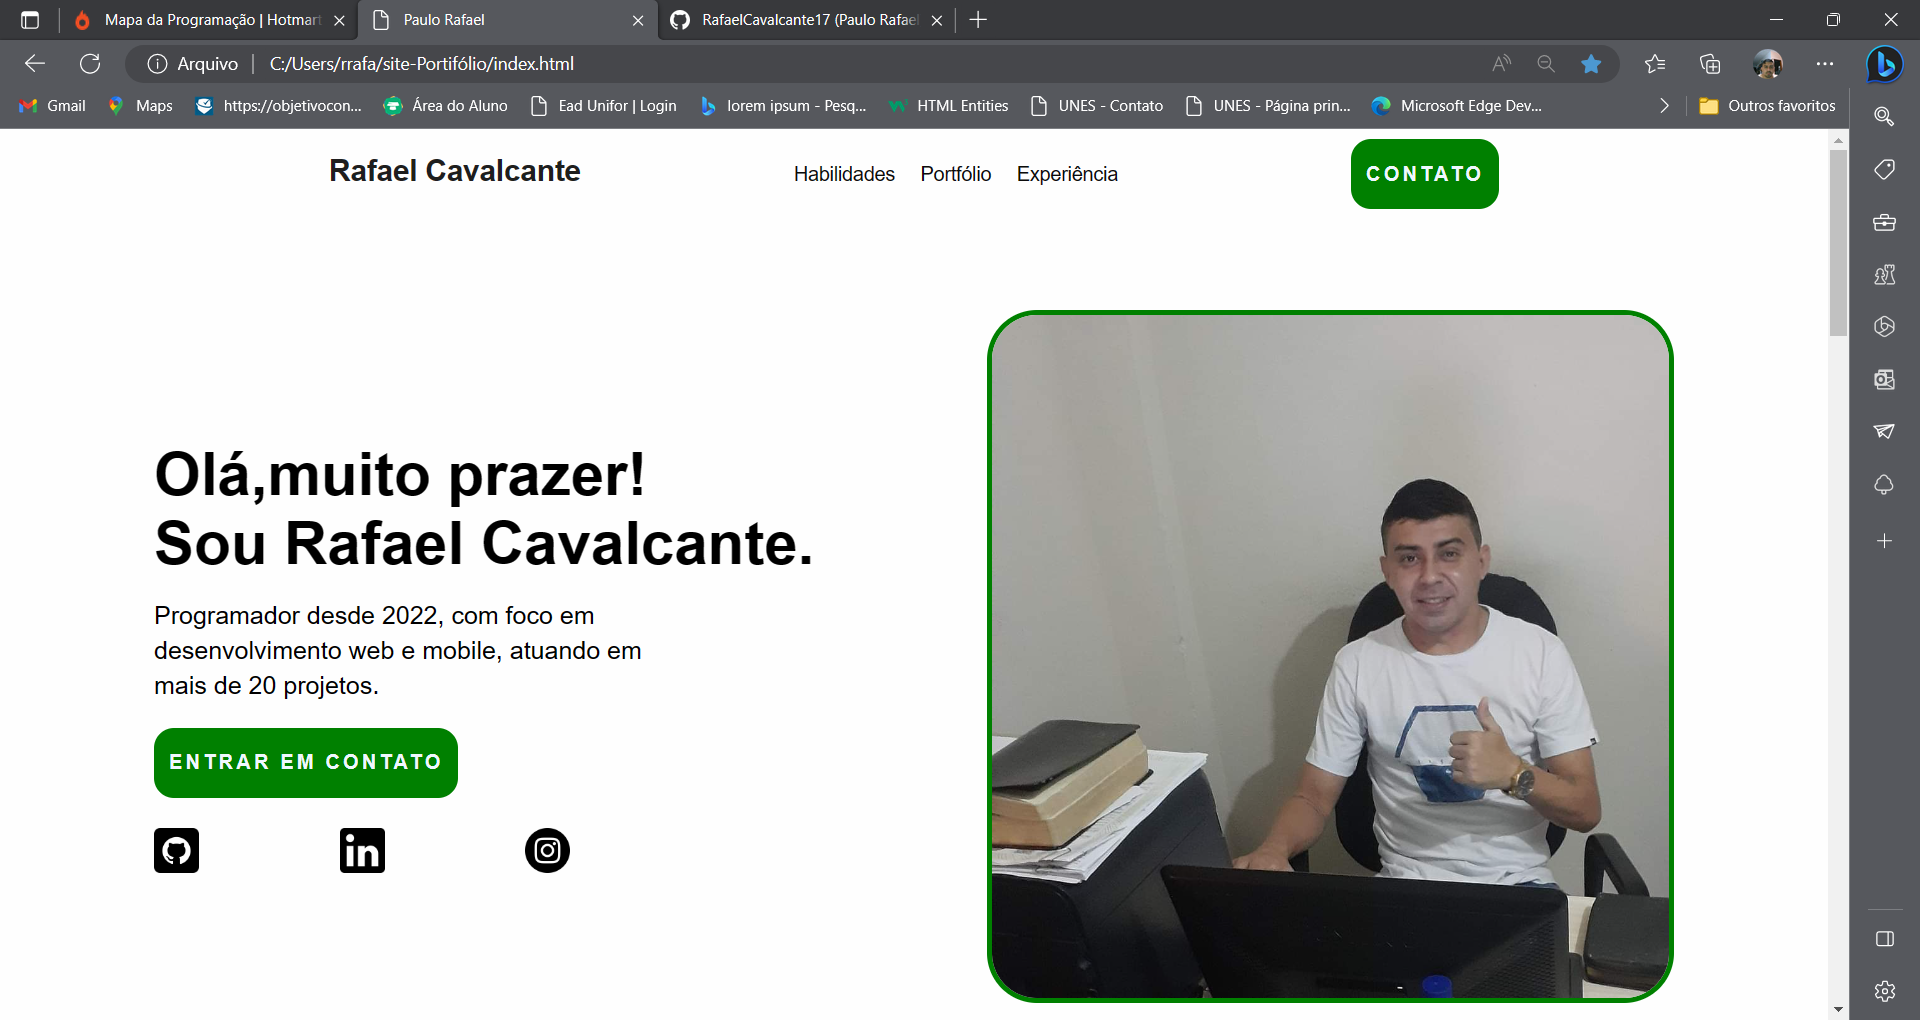 Mapa da Programação | Hotmart
Paulo Rafael
RafaelCavalcante17 (Paulo Rafae
Arquivo
C:/Users/rrafa/site-Portifólio/index.html
Gmail
Maps
https://objetivocon...
Área do Aluno
Ead Unifor | Login
lorem ipsum - Pesq...
HTML Entities
UNES - Contato
UNES - Página prin...
Microsoft Edge Dev...
Outros favoritos
Rafael Cavalcante
Habilidades
Portfólio
Experiência
CONTATO
Olá,muito prazer!
Sou Rafael Cavalcante.
Programador desde 2022, com foco em
desenvolvimento web e mobile, atuando em
mais de 20 projetos.
ENTRAR EM CONTATO